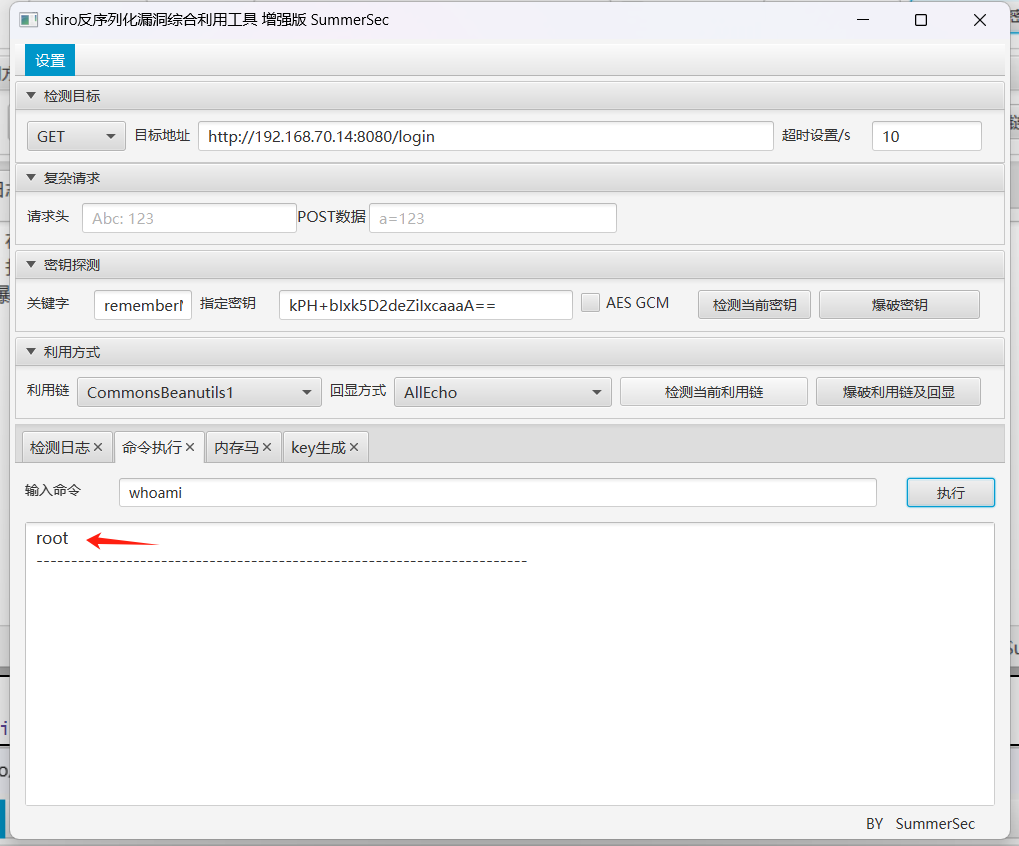 shiro反序列化漏洞综合利用工具 增强版 SummerSec
设置
检测目标
GET 目标地址 http://192.168.70.14:8080/login 超时设置/s 10
复杂请求
请求头 Abc: 123 POST数据 a=123
密钥探测
关键字 rememberM 指定密钥 kPH+bIxk5D2deZiIxcaaaA== AES GCM 检测当前密钥 爆破密钥
利用方式
利用链 CommonsBeanutils1 回显方式 AllEcho 检测当前利用链 爆破利用链及回显
检测日志 命令执行 内存马 key生成
输入命令 whoami 执行
root
----------------------------------------------------------------------
BY SummerSec